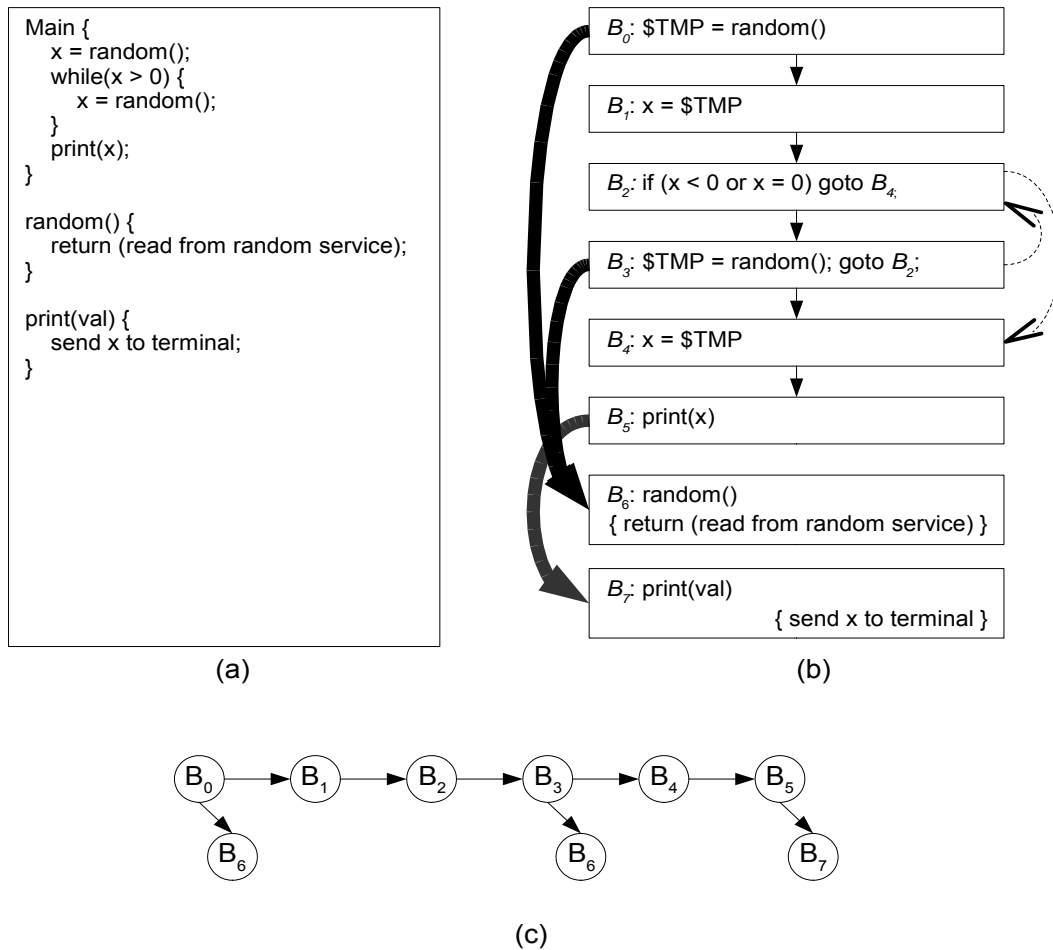 Main {
x = random();
while(x > 0) {
x = random();
}
print(x);
}
random() {
return (read from random service);
}
print(val) {
send x to terminal;
}
(a)
B0: $TMP = random()
B1: x = $TMP
B2: if (x < 0 or x = 0) goto B4;
B3: $TMP = random(); goto B2;
B4: x = $TMP
B5: print(x)
B6: random()
{ return (read from random service) }
B7: print(val)
{ send x to terminal }
(b)
B0 B1 B2 B3 B4 B5
B6 B6 B7
(c)